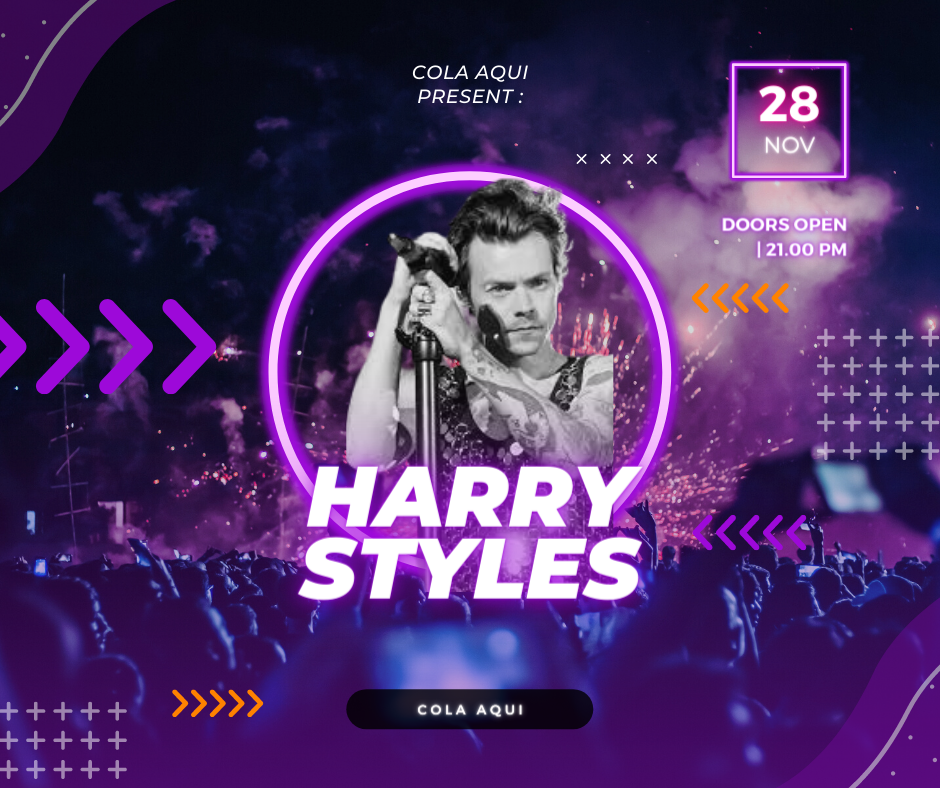 COLA AQUI
PRESENT :
28
NOV
DOORS OPEN
| 21.00 PM
HARRY
STYLES
COLA AQUI